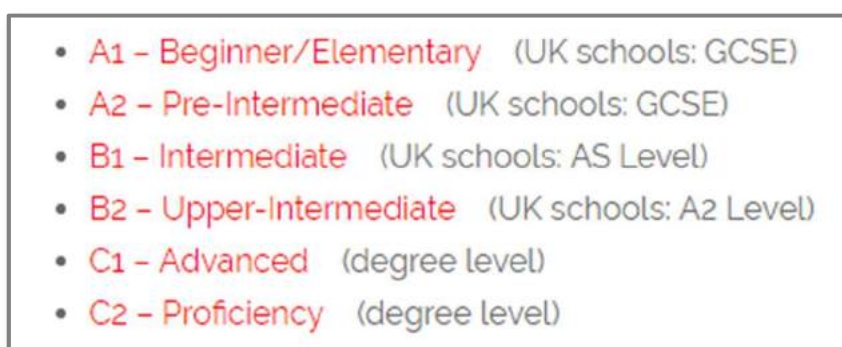 • A1 – Beginner/Elementary (UK schools: GCSE)
• A2 – Pre-Intermediate (UK schools: GCSE)
• B1 – Intermediate (UK schools: AS Level)
• B2 – Upper-Intermediate (UK schools: A2 Level)
• C1 – Advanced (degree level)
• C2 – Proficiency (degree level)